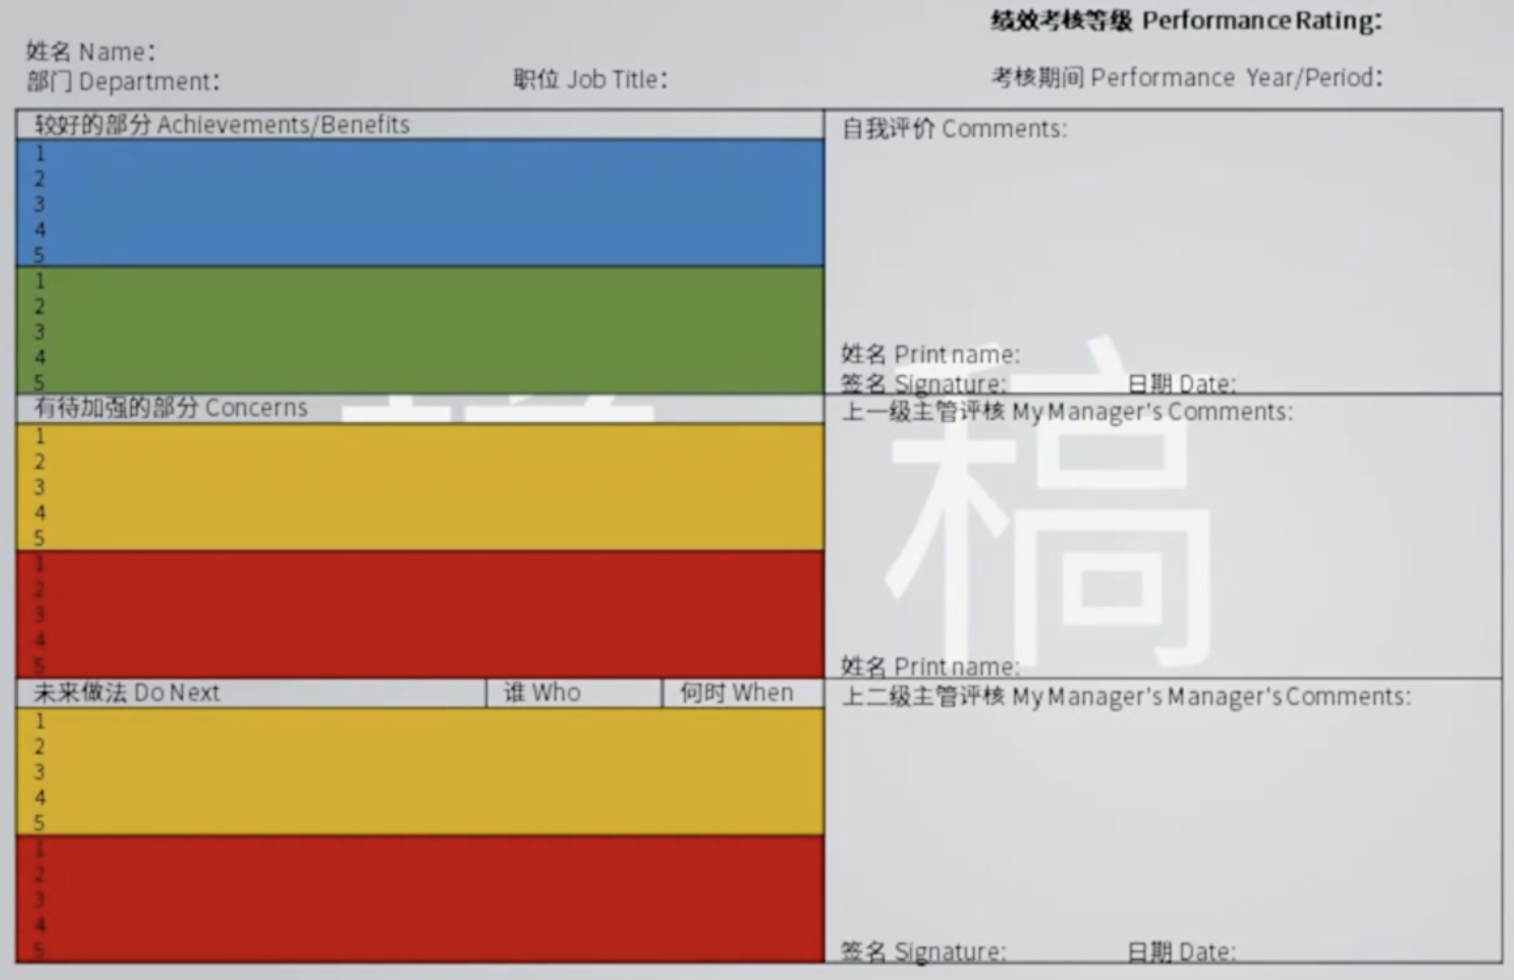 绩效考核等级 Performance Rating:
姓名 Name:
部门 Department:
职位 Job Title:
考核期间 Performance Year/Period:
较好的部分 Achievements/Benefits
1
2
3
4
5
1
2
3
4
5
有待加强的部分 Concerns
1
2
3
4
5
1
2
3
4
5
未来做法 Do Next
谁 Who
何时 When
1
2
3
4
5
1
2
3
4
5
自我评价 Comments:
姓名 Print name:
签名 Signature:
日期 Date:
上一级主管评核 My Manager's Comments:
姓名 Print name:
上二级主管评核 My Manager's Manager's Comments:
签名 Signature:
日期 Date:
稿